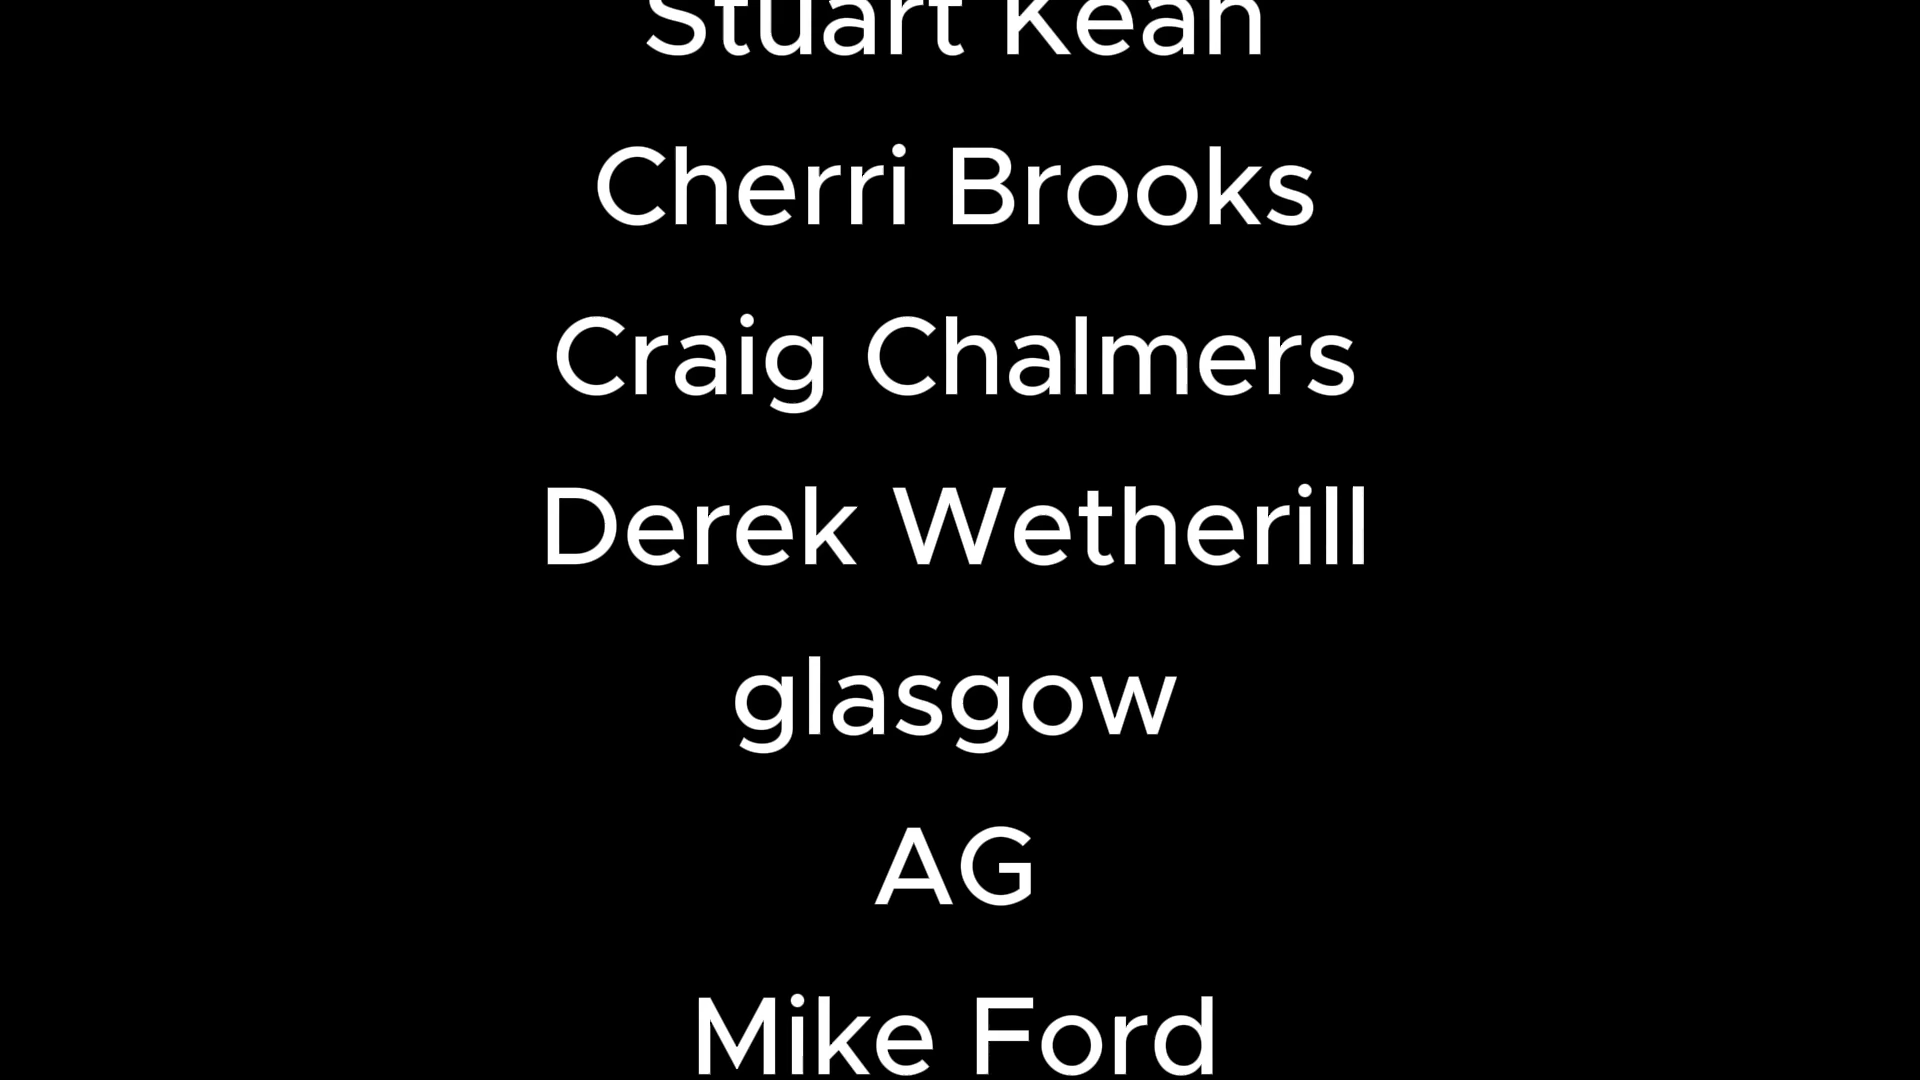 Stuart Kean
Cherri Brooks
Craig Chalmers
Derek Wetherill
glasgow
AG
Mike Ford